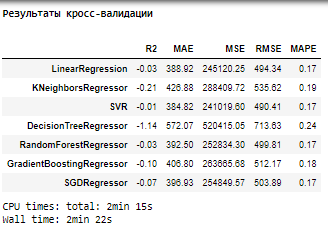 Результаты кросс-валидации
R2 MAE MSE RMSE MAPE
LinearRegression -0.03 388.92 245120.25 494.34 0.17
KNeighborsRegressor -0.21 426.88 288409.72 535.62 0.19
SVR -0.01 384.82 241019.60 490.41 0.17
DecisionTreeRegressor -1.14 572.07 520415.05 713.63 0.24
RandomForestRegressor -0.03 392.50 252834.30 499.81 0.17
GradientBoostingRegressor -0.10 406.80 263665.68 512.17 0.18
SGDRegressor -0.07 396.93 254849.57 503.89 0.17
CPU times: total: 2min 15s
Wall time: 2min 22s